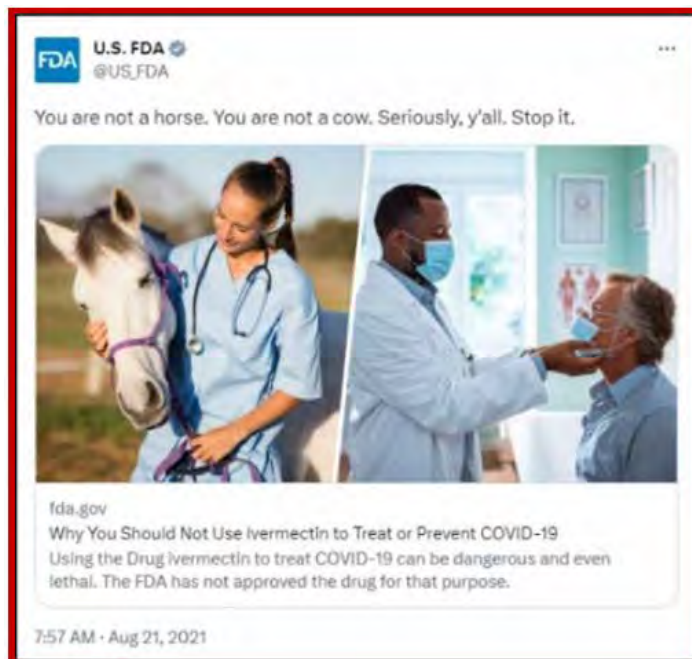 FDA
U.S. FDA
@US_FDA
You are not a horse. You are not a cow. Seriously, y'all. Stop it.
fda.gov
Why You Should Not Use Ivermectin to Treat or Prevent COVID-19
Using the Drug ivermectin to treat COVID-19 can be dangerous and even
lethal. The FDA has not approved the drug for that purpose.
7:57 AM · Aug 21, 2021